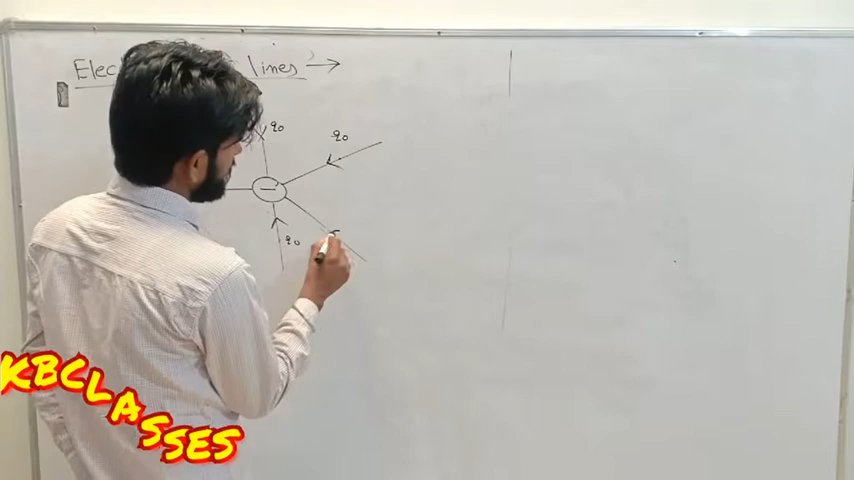 Elec lines →
q₀
q₀
−
q₀
KBCLASSES